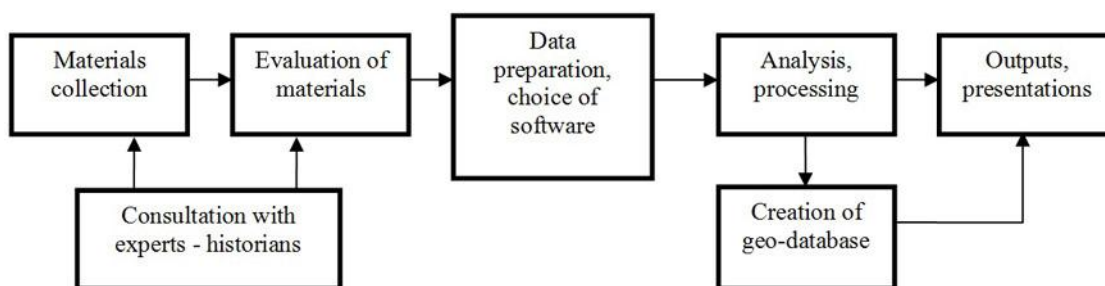 Materials
collection
Evaluation of
materials
Data
preparation,
choice of
software
Analysis,
processing
Outputs,
presentations
Consultation with
experts - historians
Creation of
geo-database